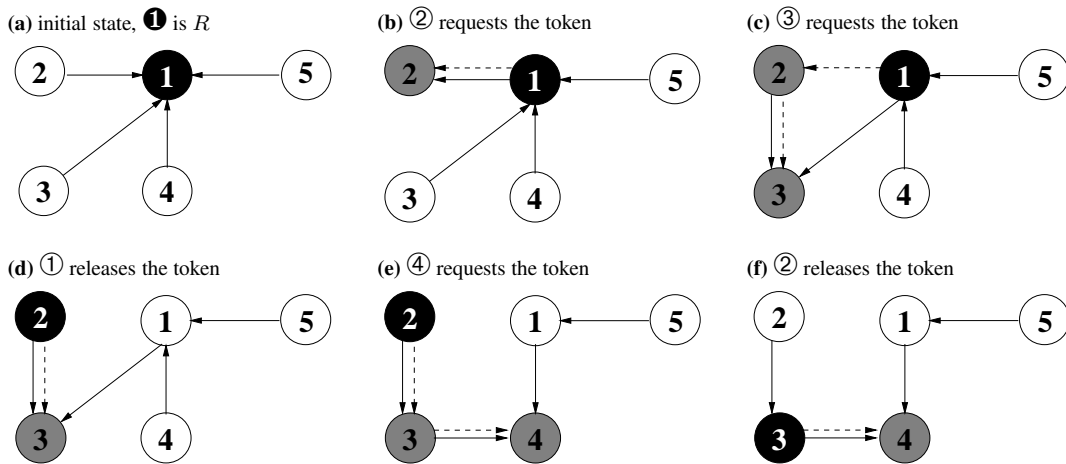 (a) initial state, ❶ is R
(b) ② requests the token
(c) ③ requests the token
2 1 5
3 4
2 1 5
3 4
2 1 5
3 4
(d) ① releases the token
(e) ④ requests the token
(f) ② releases the token
2 1 5
3 4
2 1 5
3 4
2 1 5
3 4